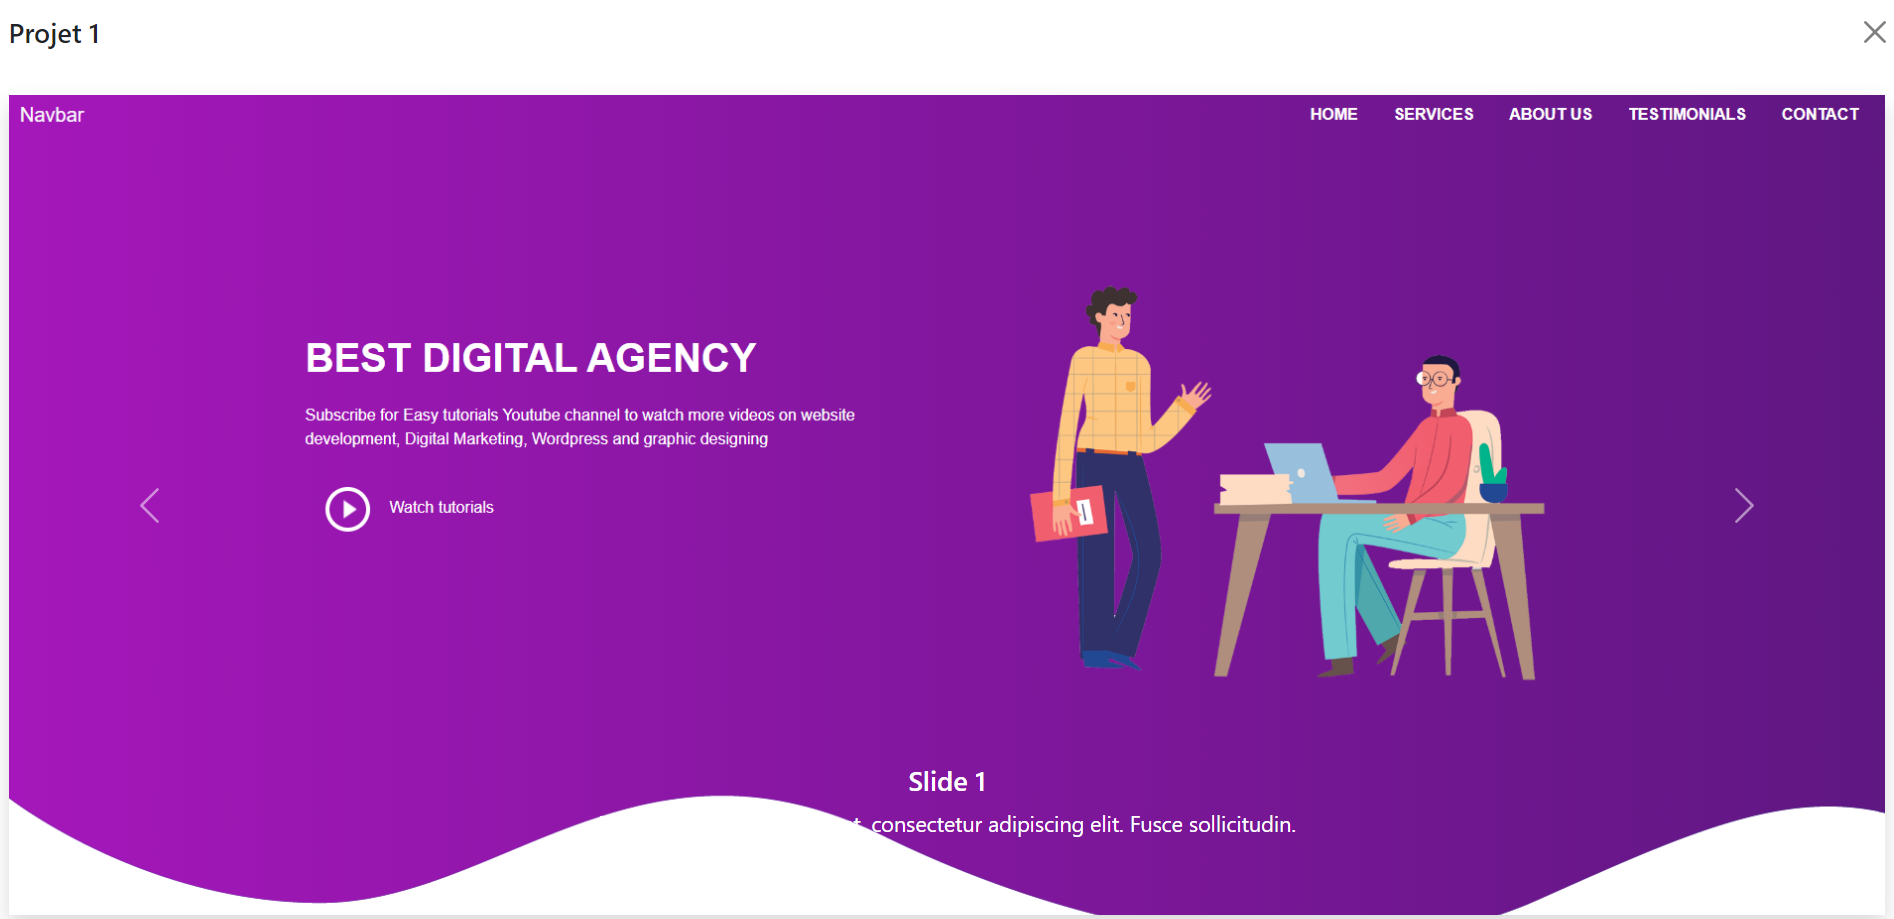 Projet 1
Navbar
HOME SERVICES ABOUT US TESTIMONIALS CONTACT
BEST DIGITAL AGENCY
Subscribe for Easy tutorials Youtube channel to watch more videos on website
development, Digital Marketing, Wordpress and graphic designing
Watch tutorials
Slide 1
consectetur adipiscing elit. Fusce sollicitudin.